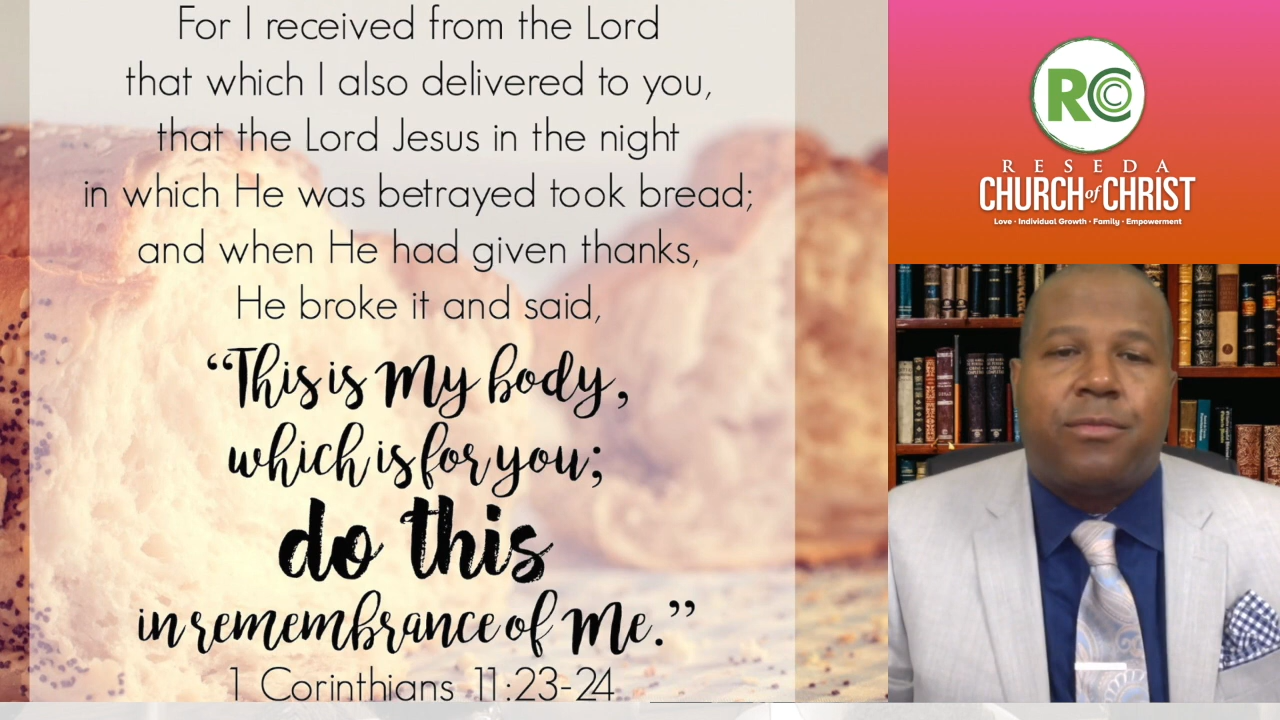 For I received from the Lord
that which I also delivered to you,
that the Lord Jesus in the night
in which He was betrayed took bread;
and when He had given thanks,
He broke it and said,
“This is My body,
which is for you;
do this
in remembrance of Me.”
1 Corinthians 11:23-24
RCC
RESEDA
CHURCH of CHRIST
Love · Individual Growth · Family · Empowerment